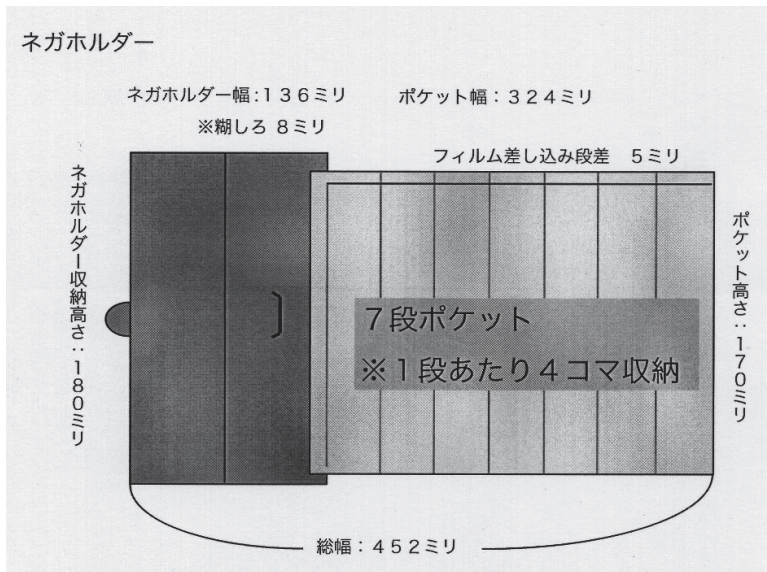 ネガホルダー
ネガホルダー幅:１３６ミリ
ポケット幅：３２４ミリ
※糊しろ ８ミリ
フィルム差し込み段差　５ミリ
ネガホルダー収納高さ：１８０ミリ
７段ポケット
※１段あたり４コマ収納
ポケット高さ：１７０ミリ
総幅：４５２ミリ